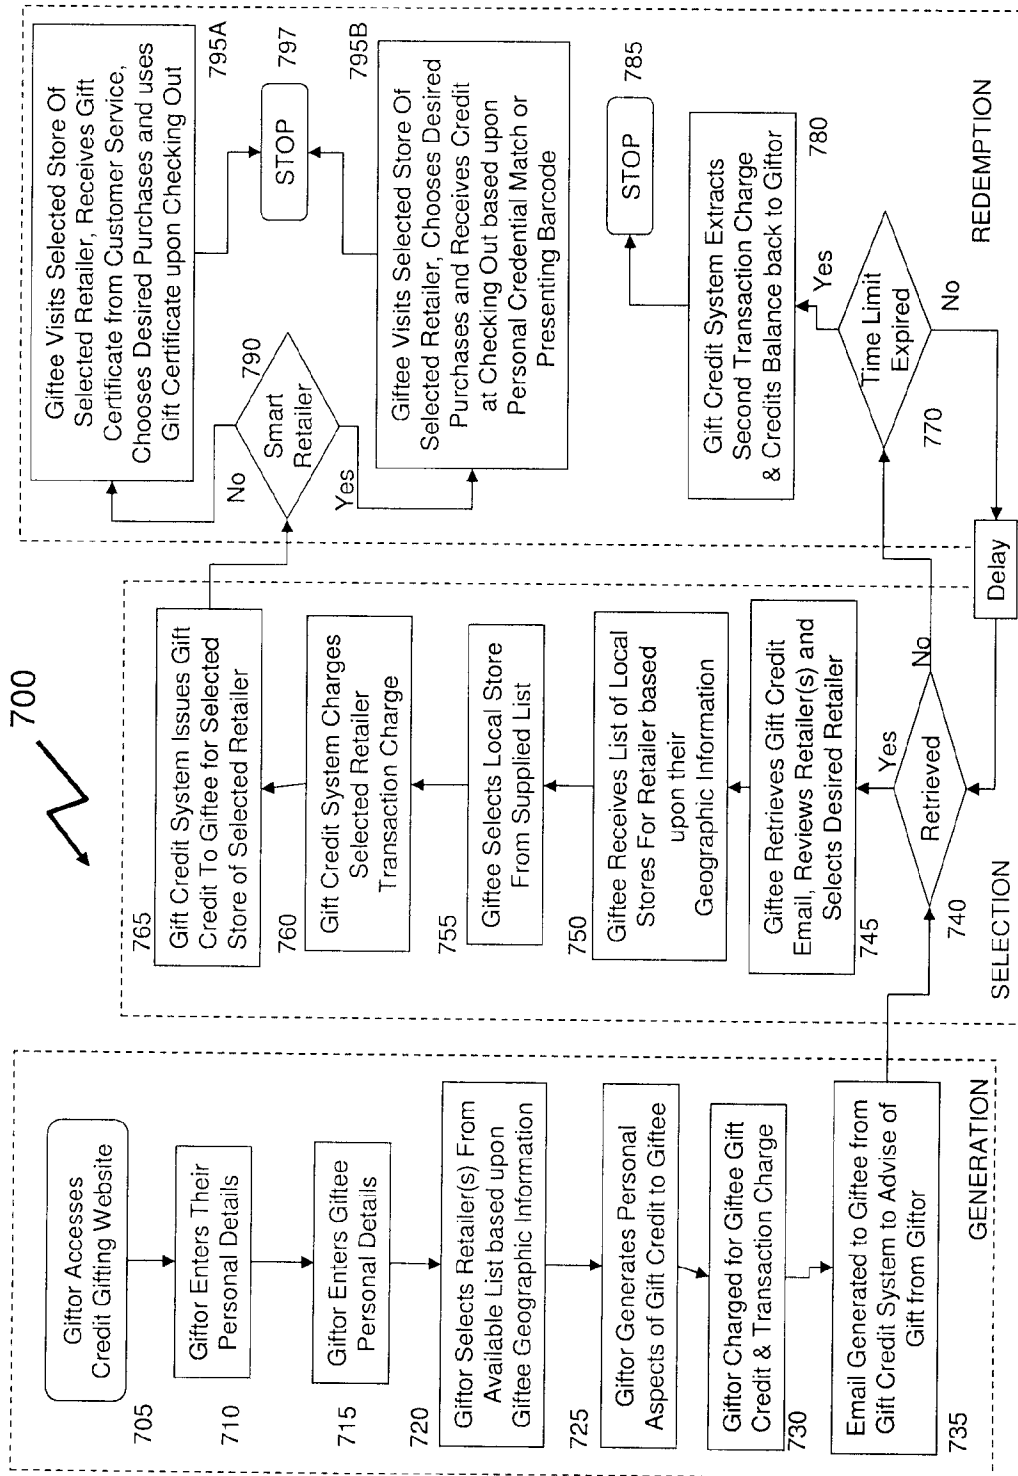 700
Giftor Accesses
Credit Gifting Website
705
Giftor Enters Their
Personal Details
710
Giftor Enters Giftee
Personal Details
715
Giftor Selects Retailer(s) From
Available List based upon
Giftee Geographic Information
720
Giftor Generates Personal
Aspects of Gift Credit to Giftee
725
Giftor Charged for Giftee Gift
Credit & Transaction Charge
730
Email Generated to Giftee from
Gift Credit System to Advise of
Gift from Giftor
735
GENERATION
765
Gift Credit System Issues Gift
Credit To Giftee for Selected
Store of Selected Retailer
760
Gift Credit System Charges
Selected Retailer
Transaction Charge
755
Giftee Selects Local Store
From Supplied List
750
Giftee Receives List of Local
Stores For Retailer based
upon their
Geographic Information
745
Giftee Retrieves Gift Credit
Email, Reviews Retailer(s) and
Selects Desired Retailer
Yes
No
Retrieved
740
SELECTION
Delay
Giftee Visits Selected Store Of
Selected Retailer, Receives Gift
Certificate from Customer Service,
Chooses Desired Purchases and uses
Gift Certificate upon Checking Out
795A
No
Smart
Retailer
790
Yes
STOP
797
795B
Giftee Visits Selected Store Of
Selected Retailer, Chooses Desired
Purchases and Receives Credit
at Checking Out based upon
Personal Credential Match or
Presenting Barcode
STOP
785
Gift Credit System Extracts
Second Transaction Charge
& Credits Balance back to Giftor
780
Yes
Time Limit
Expired
No
770
REDEMPTION